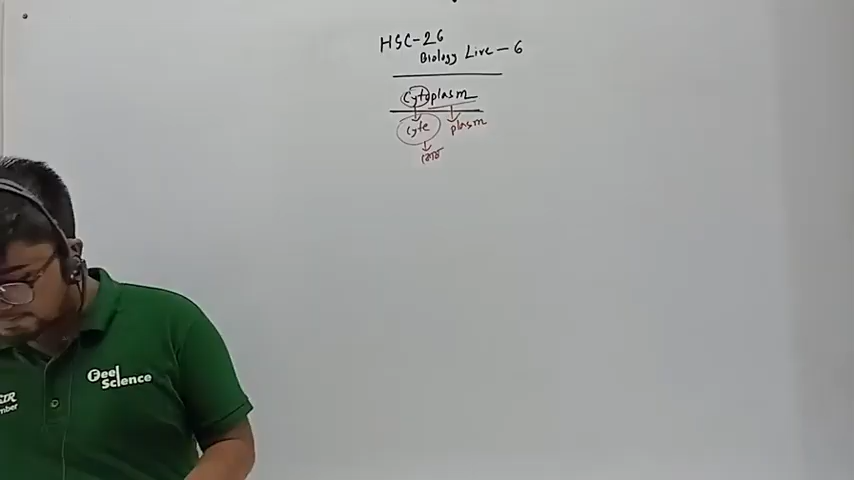 HSC-26
Biology Live-6
Cytoplasm
cyte plasm
কোষ
Feel
Science